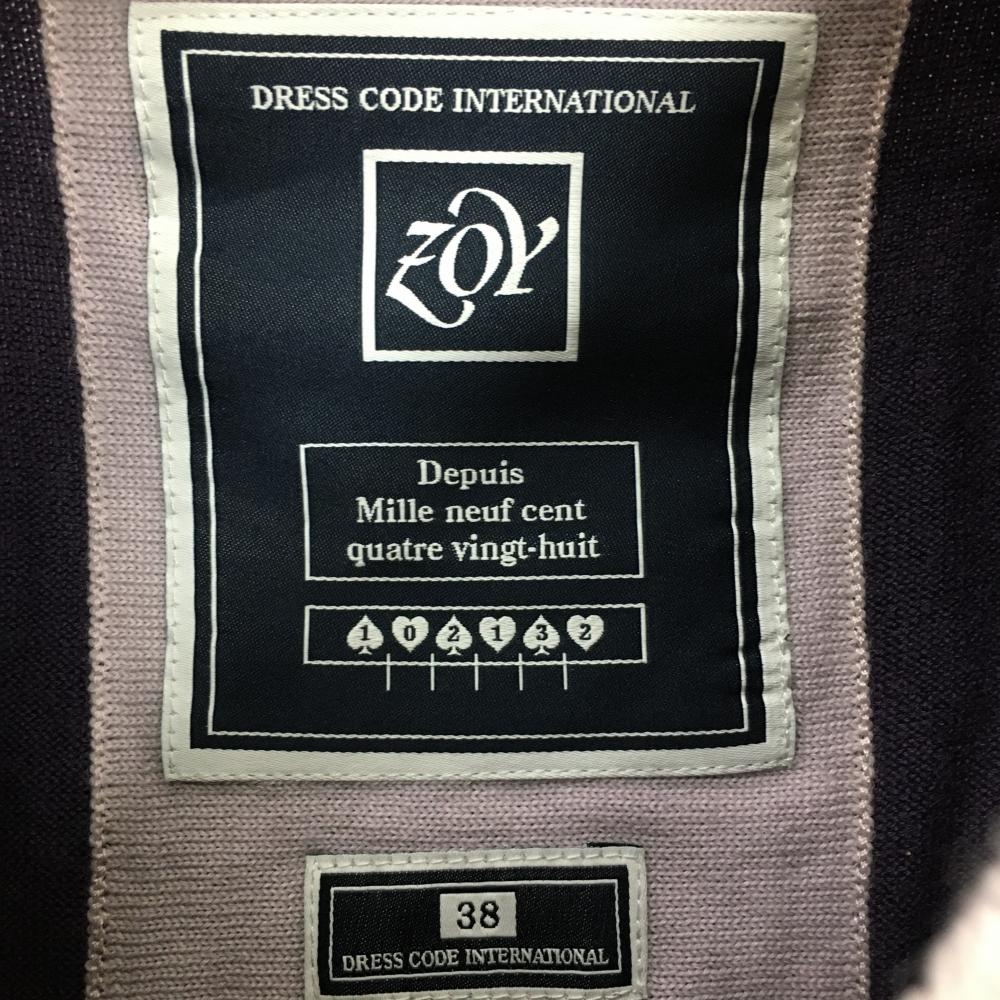 DRESS CODE INTERNATIONAL
ZOY
Depuis
Mille neuf cent
quatre vingt-huit
1 0 2 1 3 2
38
DRESS CODE INTERNATIONAL